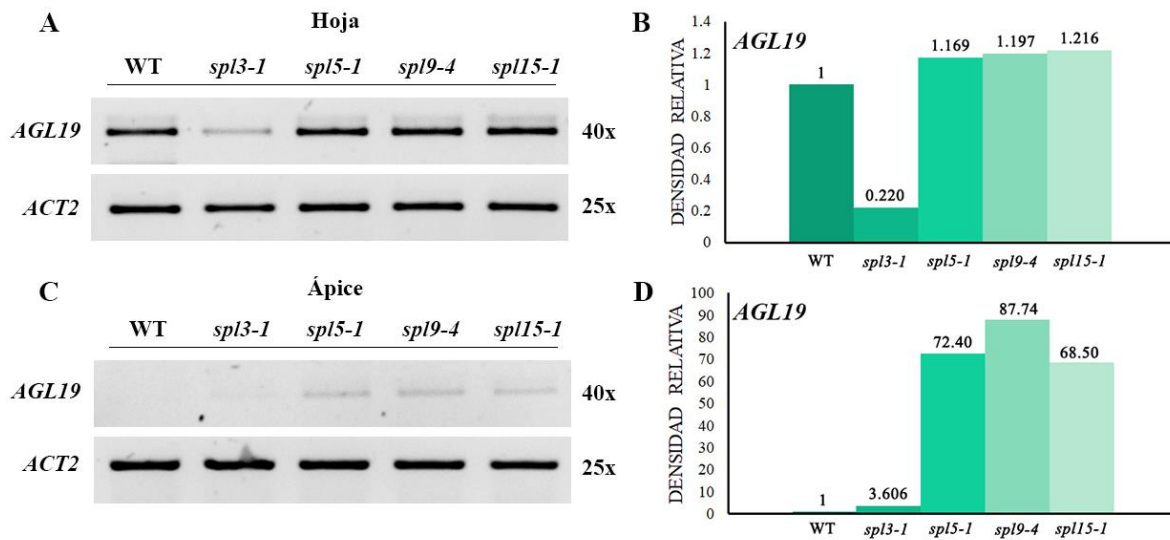 A
Hoja
WT spl3-1 spl5-1 spl9-4 spl15-1
AGL19 40x
ACT2 25x
B
AGL19
DENSIDAD RELATIVA
1.4
1.2
1
0.8
0.6
0.4
0.2
0
1 0.220 1.169 1.197 1.216
WT spl3-1 spl5-1 spl9-4 spl15-1
C
Ápice
WT spl3-1 spl5-1 spl9-4 spl15-1
AGL19 40x
ACT2 25x
D
AGL19
DENSIDAD RELATIVA
100
90
80
70
60
50
40
30
20
10
0
1 3.606 72.40 87.74 68.50
WT spl3-1 spl5-1 spl9-4 spl15-1